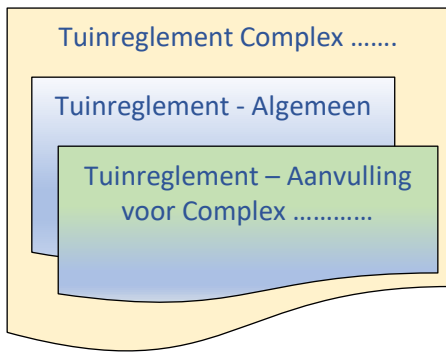 Tuinreglement Complex …….
Tuinreglement - Algemeen
Tuinreglement – Aanvulling
voor Complex …………